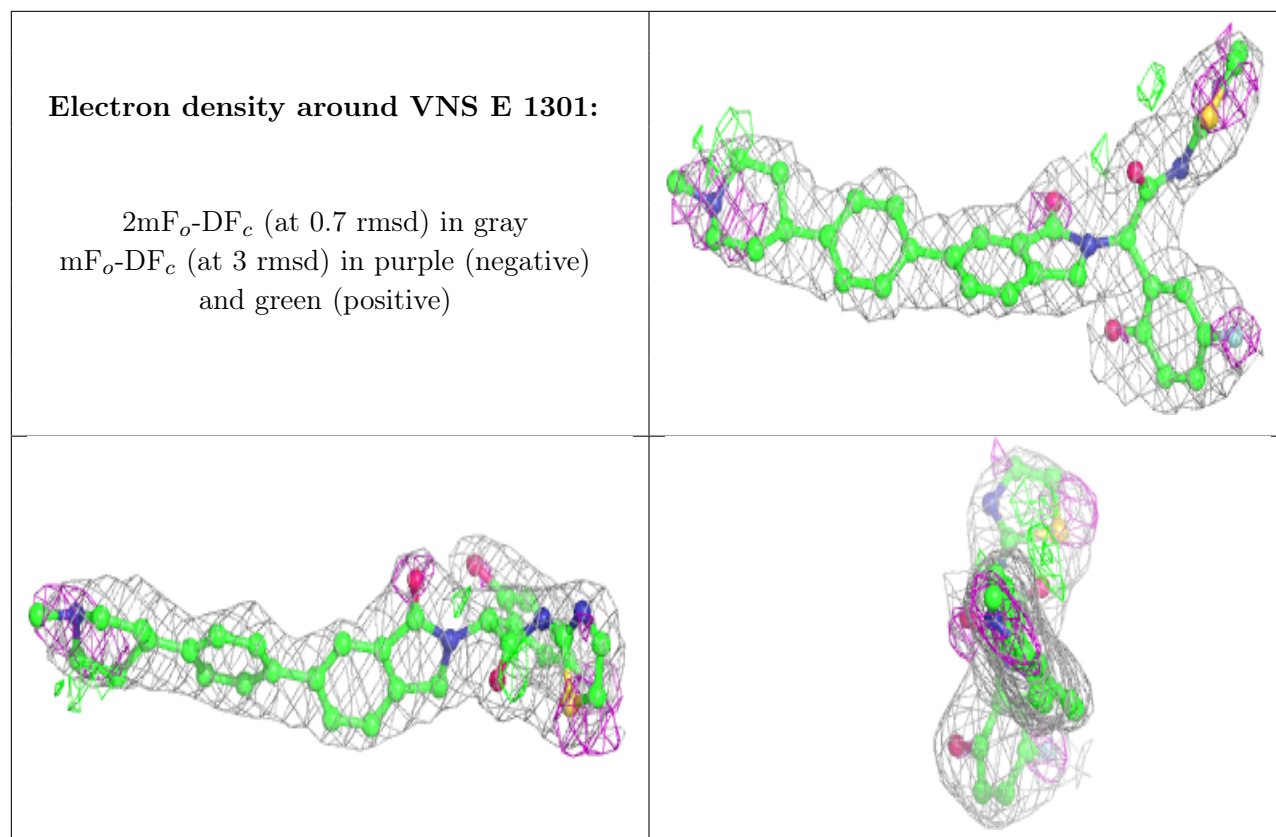 Electron density around VNS E 1301:
2mFo-DFc (at 0.7 rmsd) in gray
mFo-DFc (at 3 rmsd) in purple (negative)
and green (positive)